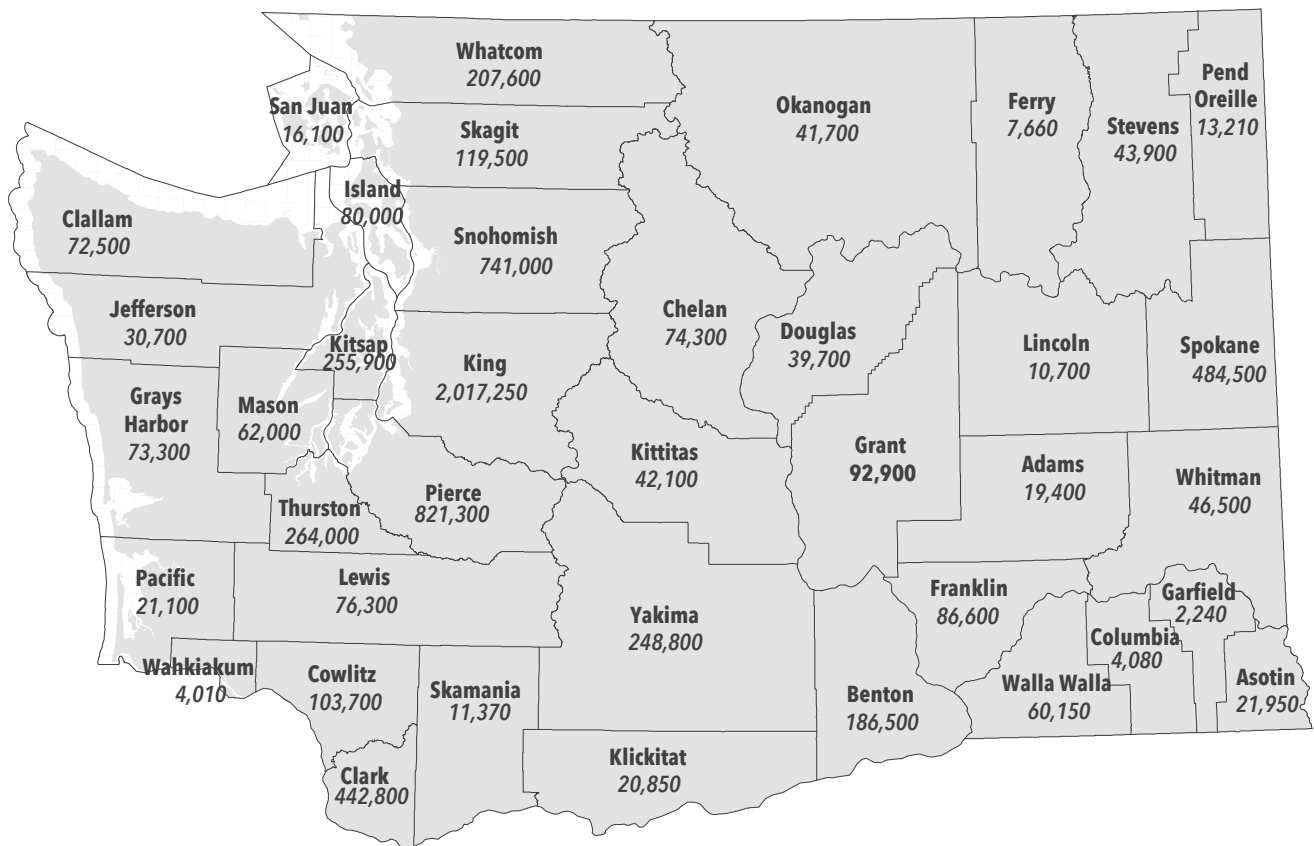 Whatcom
207,600
San Juan
16,100
Skagit
119,500
Okanogan
41,700
Ferry
7,660
Stevens
43,900
Pend
Oreille
13,210
Island
80,000
Clallam
72,500
Snohomish
741,000
Jefferson
30,700
Kitsap
255,900
King
2,017,250
Chelan
74,300
Douglas
39,700
Lincoln
10,700
Spokane
484,500
Grays
Harbor
73,300
Mason
62,000
Kittitas
42,100
Grant
92,900
Adams
19,400
Whitman
46,500
Thurston
264,000
Pierce
821,300
Pacific
21,100
Lewis
76,300
Yakima
248,800
Franklin
86,600
Garfield
2,240
Columbia
4,080
Wahkiakum
4,010
Cowlitz
103,700
Skamania
11,370
Benton
186,500
Walla Walla
60,150
Asotin
21,950
Clark
442,800
Klickitat
20,850